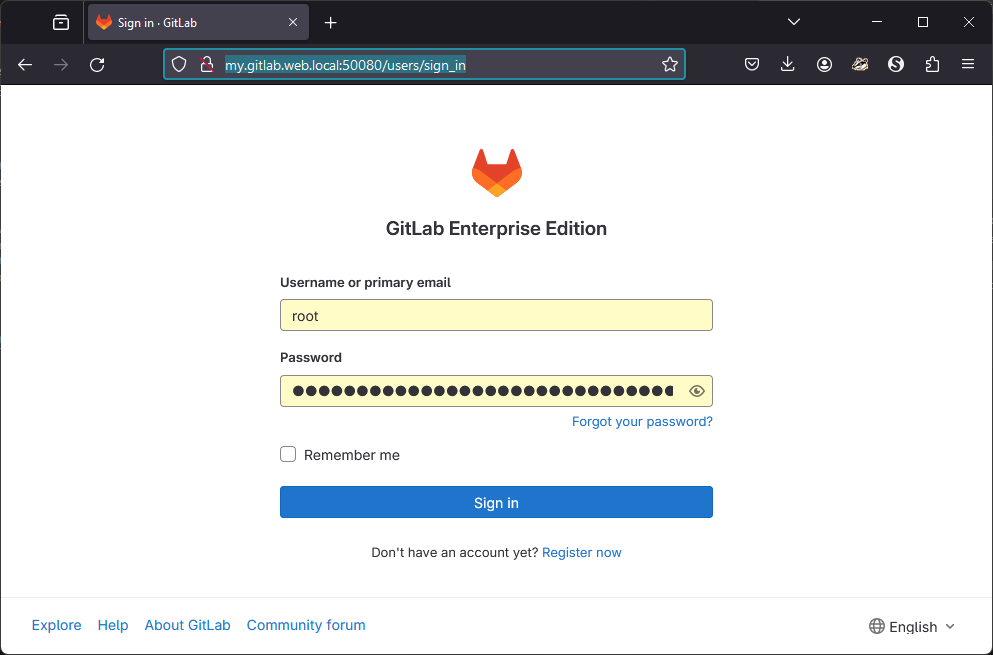 Sign in · GitLab
my.gitlab.web.local:50080/users/sign_in
GitLab Enterprise Edition
Username or primary email
root
Password
Forgot your password?
Remember me
Sign in
Don't have an account yet? Register now
Explore Help About GitLab Community forum English